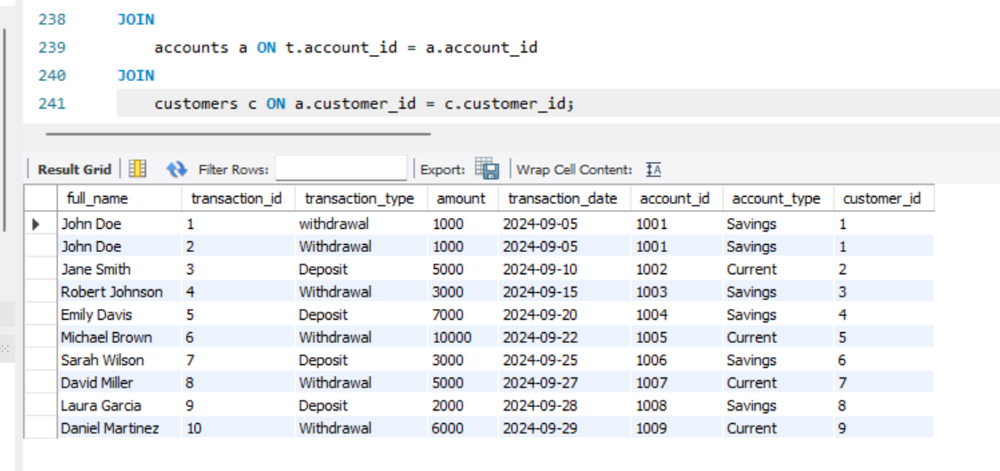 238 JOIN
239 accounts a ON t.account_id = a.account_id
240 JOIN
241 customers c ON a.customer_id = c.customer_id;
Result Grid Filter Rows: Export: Wrap Cell Content: IA
full_name transaction_id transaction_type amount transaction_date account_id account_type customer_id
John Doe 1 withdrawal 1000 2024-09-05 1001 Savings 1
John Doe 2 Withdrawal 1000 2024-09-05 1001 Savings 1
Jane Smith 3 Deposit 5000 2024-09-10 1002 Current 2
Robert Johnson 4 Withdrawal 3000 2024-09-15 1003 Savings 3
Emily Davis 5 Deposit 7000 2024-09-20 1004 Savings 4
Michael Brown 6 Withdrawal 10000 2024-09-22 1005 Current 5
Sarah Wilson 7 Deposit 3000 2024-09-25 1006 Savings 6
David Miller 8 Withdrawal 5000 2024-09-27 1007 Current 7
Laura Garcia 9 Deposit 2000 2024-09-28 1008 Savings 8
Daniel Martinez 10 Withdrawal 6000 2024-09-29 1009 Current 9